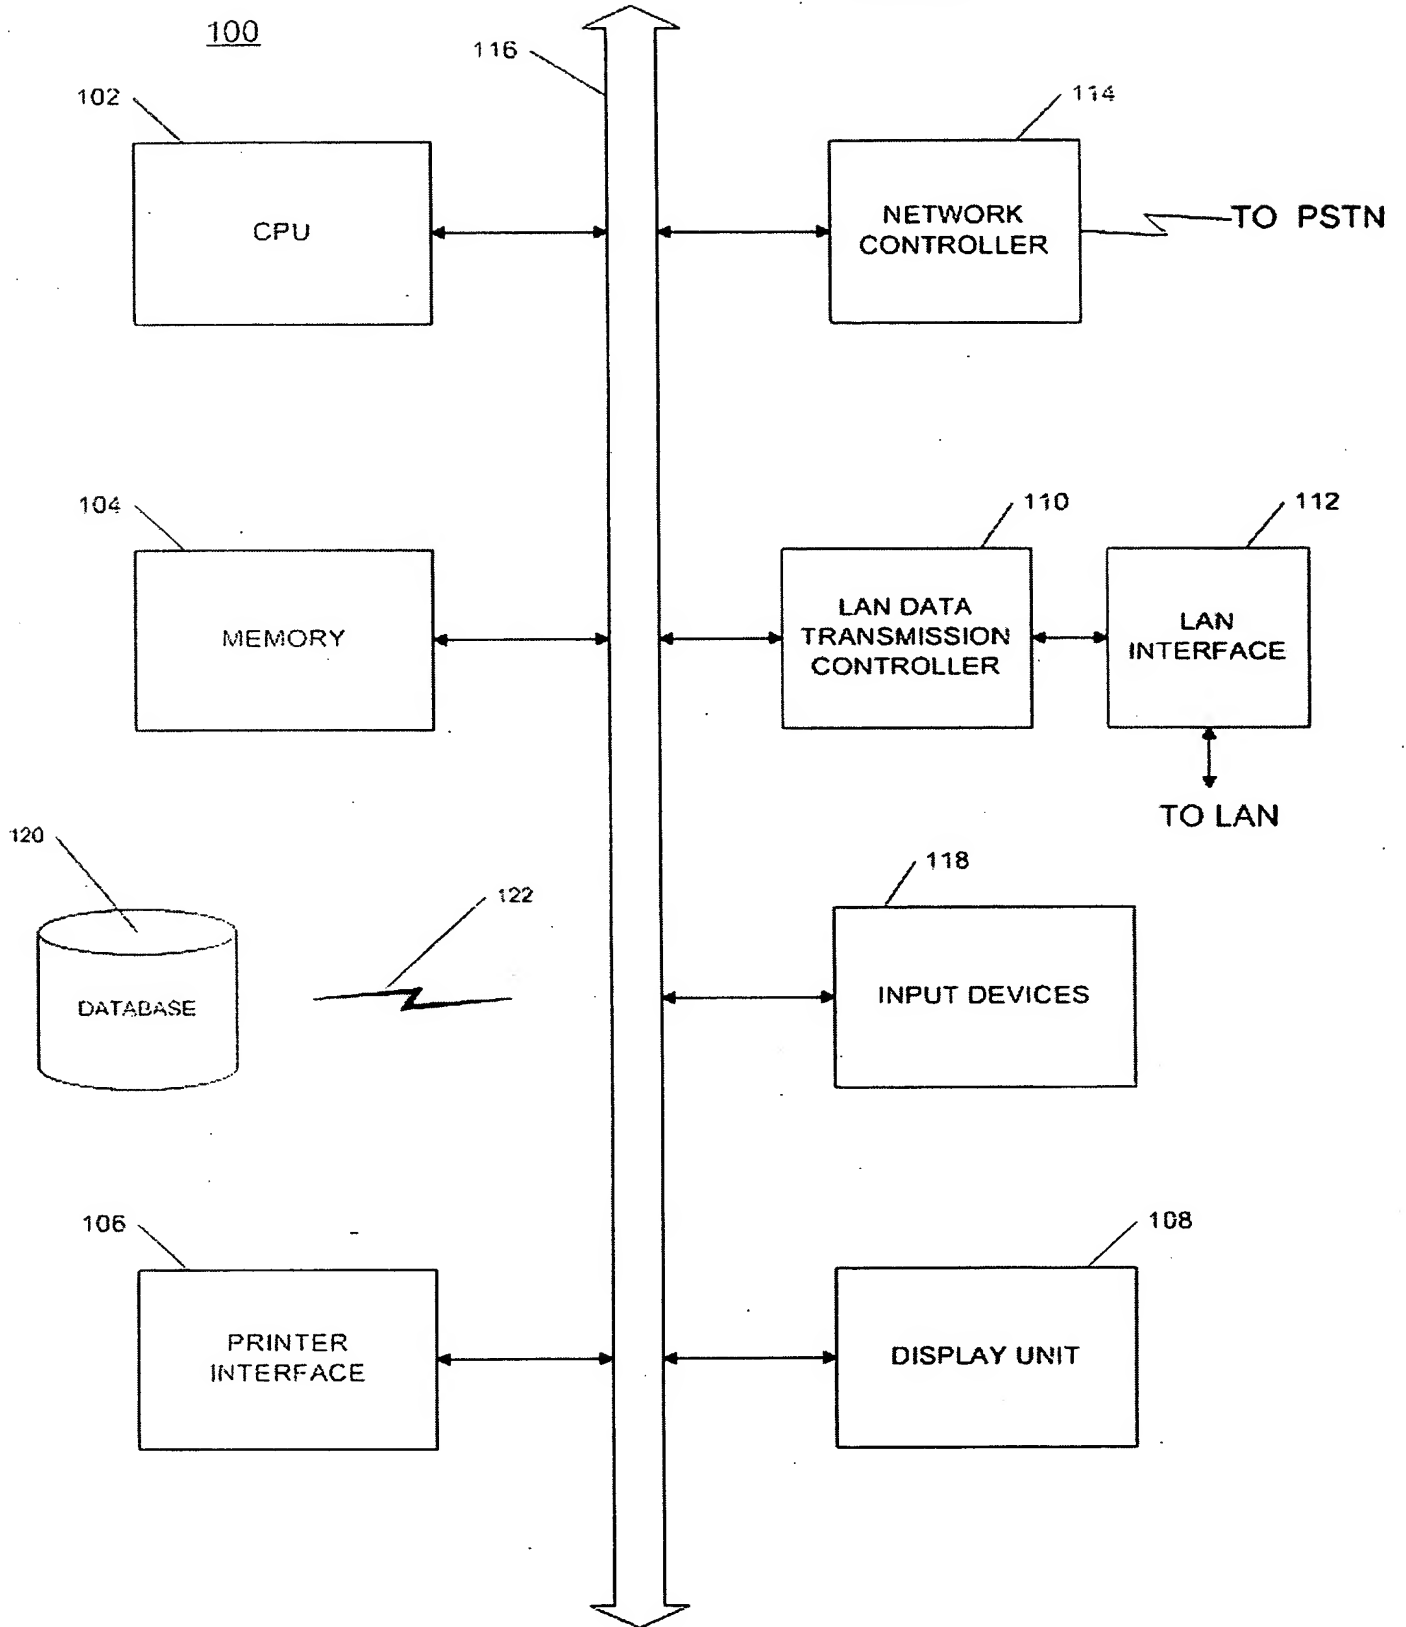 100
116
102
114
CPU
NETWORK
CONTROLLER
TO PSTN
104
110
112
MEMORY
LAN DATA
TRANSMISSION
CONTROLLER
LAN
INTERFACE
TO LAN
120
122
118
DATABASE
INPUT DEVICES
106
108
PRINTER
INTERFACE
DISPLAY UNIT